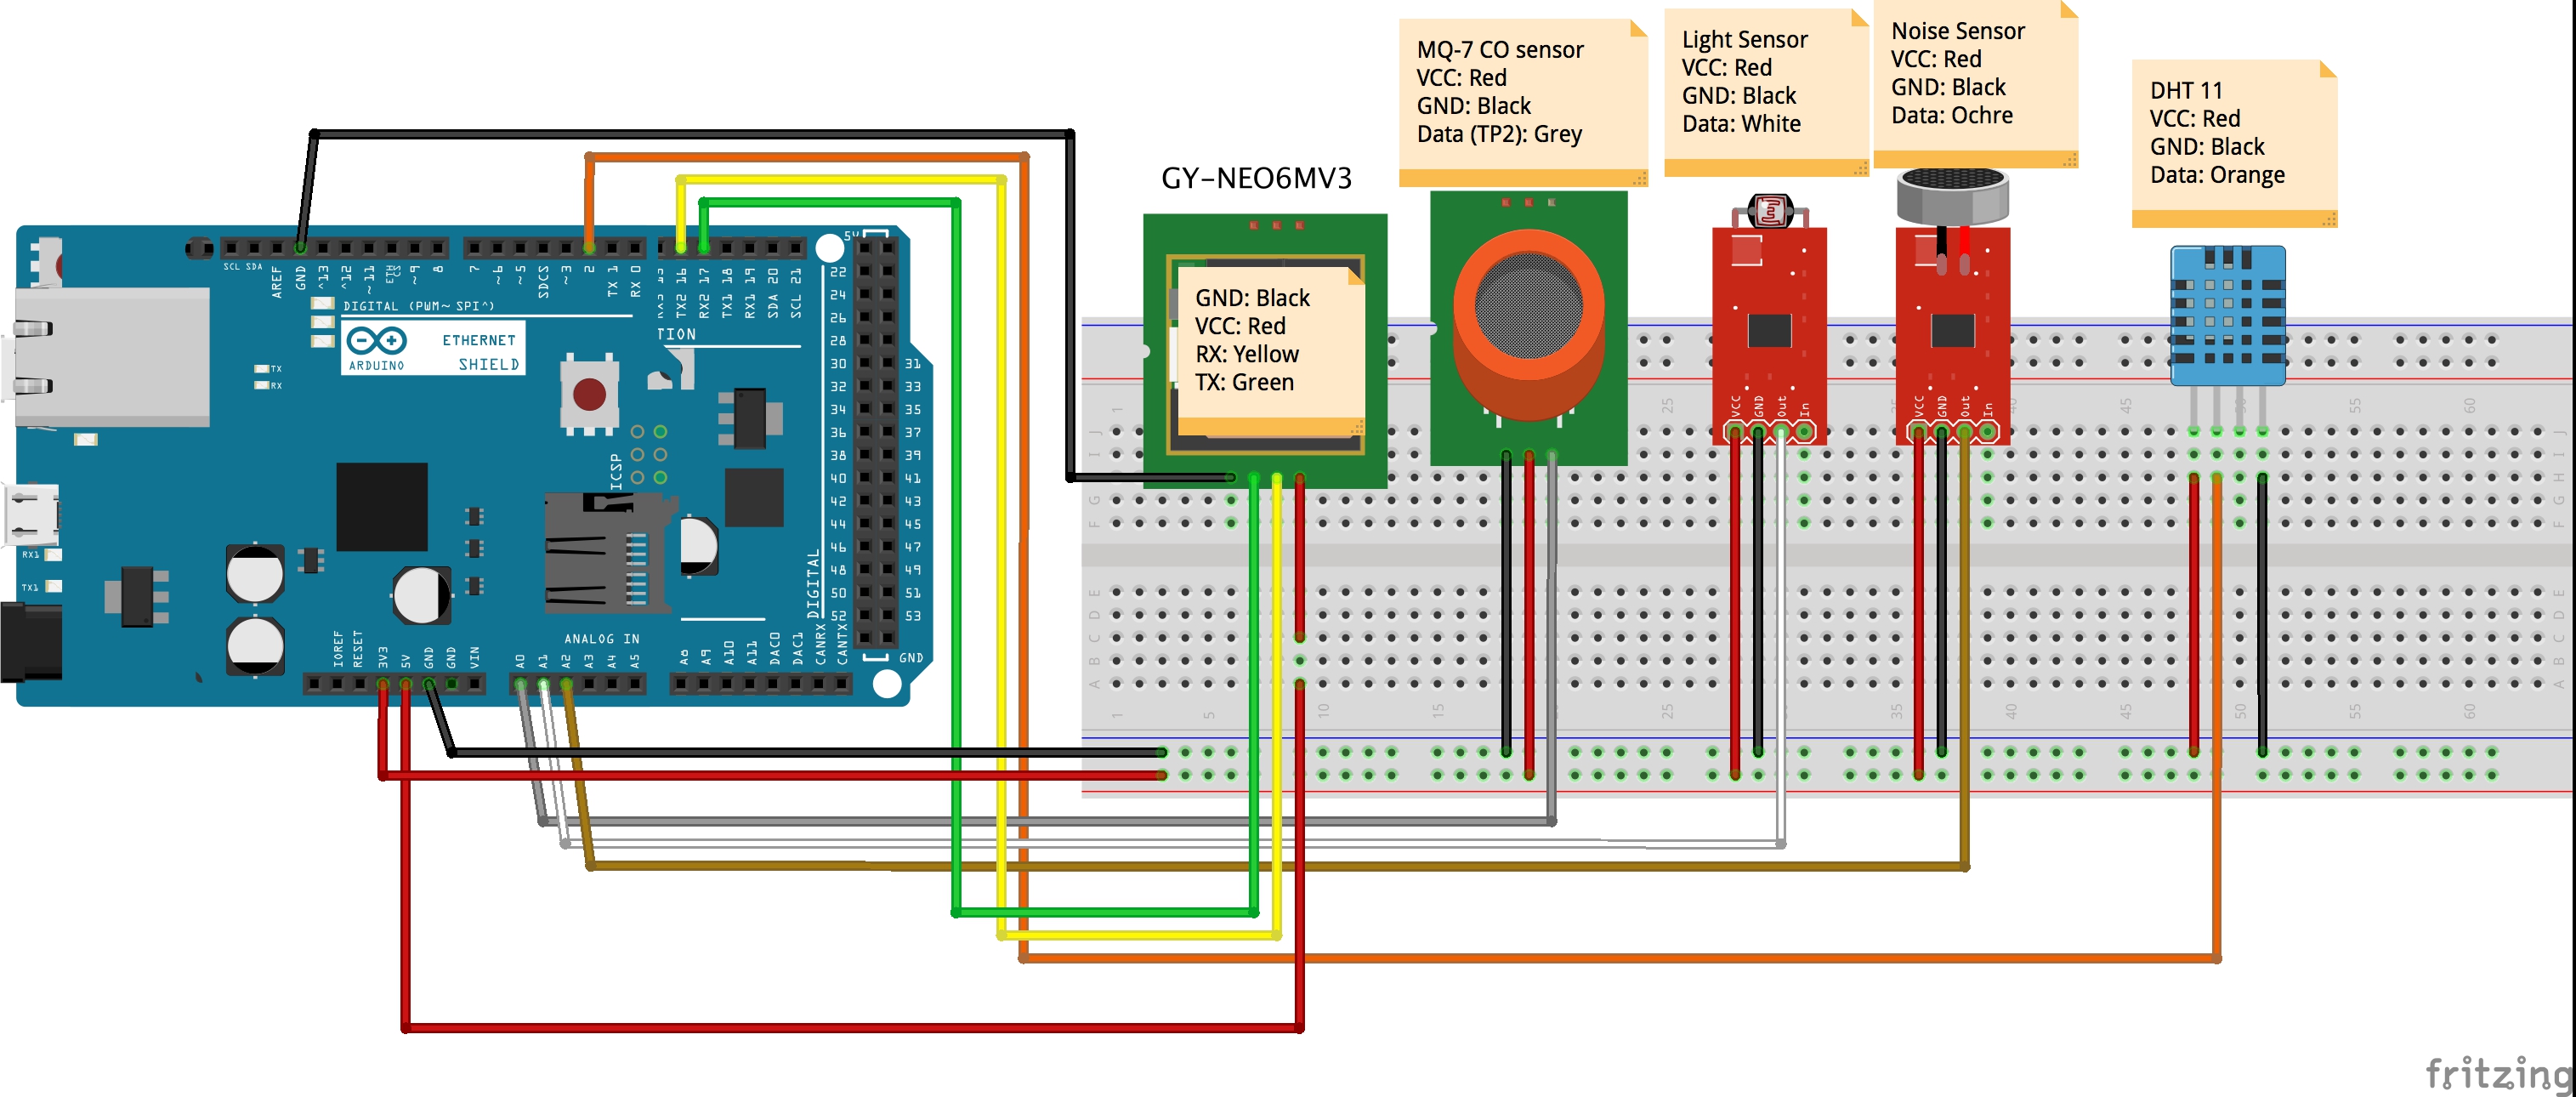 MQ-7 CO sensor
VCC: Red
GND: Black
Data (TP2): Grey
Light Sensor
VCC: Red
GND: Black
Data: White
Noise Sensor
VCC: Red
GND: Black
Data: Ochre
DHT 11
VCC: Red
GND: Black
Data: Orange
GY-NEO6MV3
GND: Black
VCC: Red
RX: Yellow
TX: Green
SCL SDA AREF GND ^13 ^12 ~11 ~9 8
7 ~6 ~5 SDCS ~3 2 TX 1 RX 0
TX2 16 RX2 17 TX1 18 RX1 19 SDA 20 SCL 21
5V
DIGITAL (PWM~ SPI^)
TION
ARDUINO
ETHERNET
SHIELD
TX
RX
ICSP
RX1
TX1
22
24
26
28
30 31
32 33
34 35
36 37
38 39
40 41
42 43
44 45
46 47
48 49
50 51
52 53
GND
DIGITAL
ANALOG IN
IOREF RESET 3V3 5V GND GND VIN
A0 A1 A2 A3 A4 A5
A8 A9 A10 A11 DAC0 DAC1 CANRX CANTX
VCC GND Out In
VCC GND Out In
1 25 40 45 55 60
J
I
H
G
F
E
D
C
B
A
1 5 10 15 25 35 40 45 50 55 60
fritzing